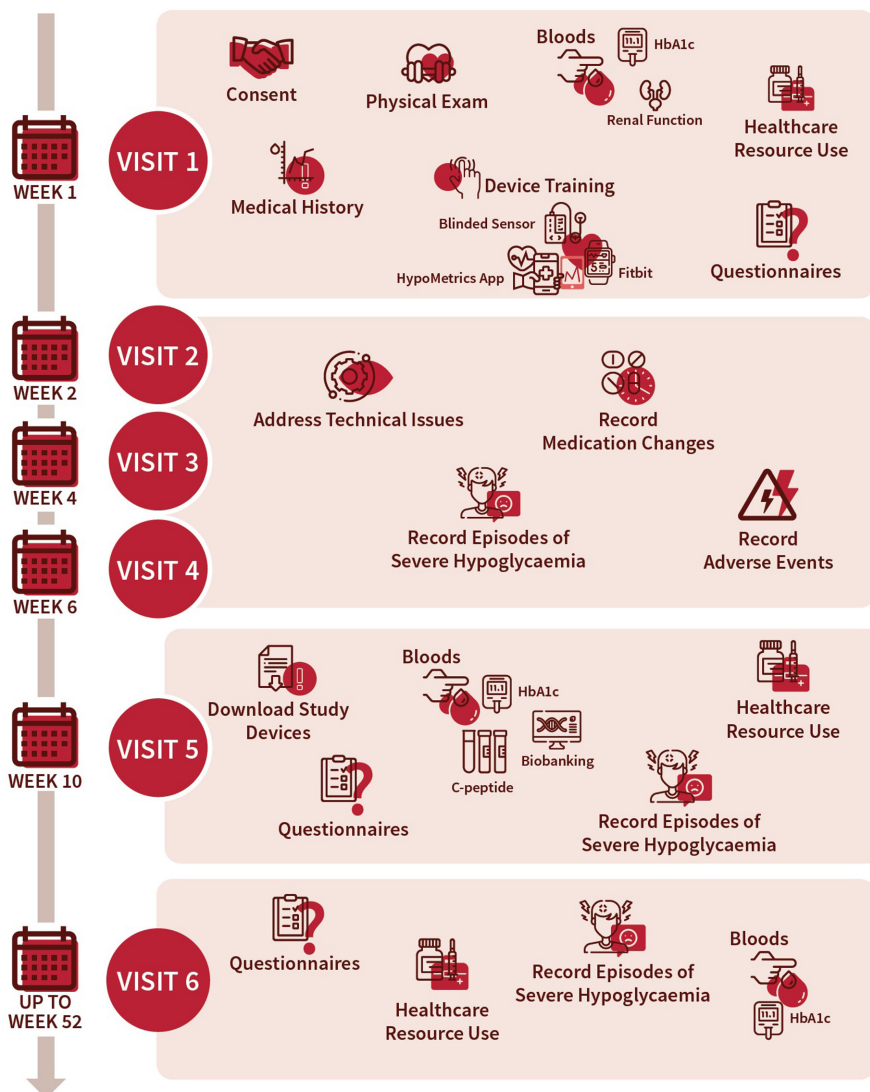 WEEK 1
VISIT 1
Consent
Physical Exam
Bloods
HbA1c
Renal Function
Healthcare
Resource Use
Medical History
Device Training
Blinded Sensor
HypoMetrics App
Fitbit
Questionnaires
WEEK 2
VISIT 2
WEEK 4
VISIT 3
WEEK 6
VISIT 4
Address Technical Issues
Record
Medication Changes
Record Episodes of
Severe Hypoglycaemia
Record
Adverse Events
WEEK 10
VISIT 5
Download Study
Devices
Bloods
HbA1c
C-peptide
Biobanking
Healthcare
Resource Use
Questionnaires
Record Episodes of
Severe Hypoglycaemia
UP TO
WEEK 52
VISIT 6
Questionnaires
Healthcare
Resource Use
Record Episodes of
Severe Hypoglycaemia
Bloods
HbA1c